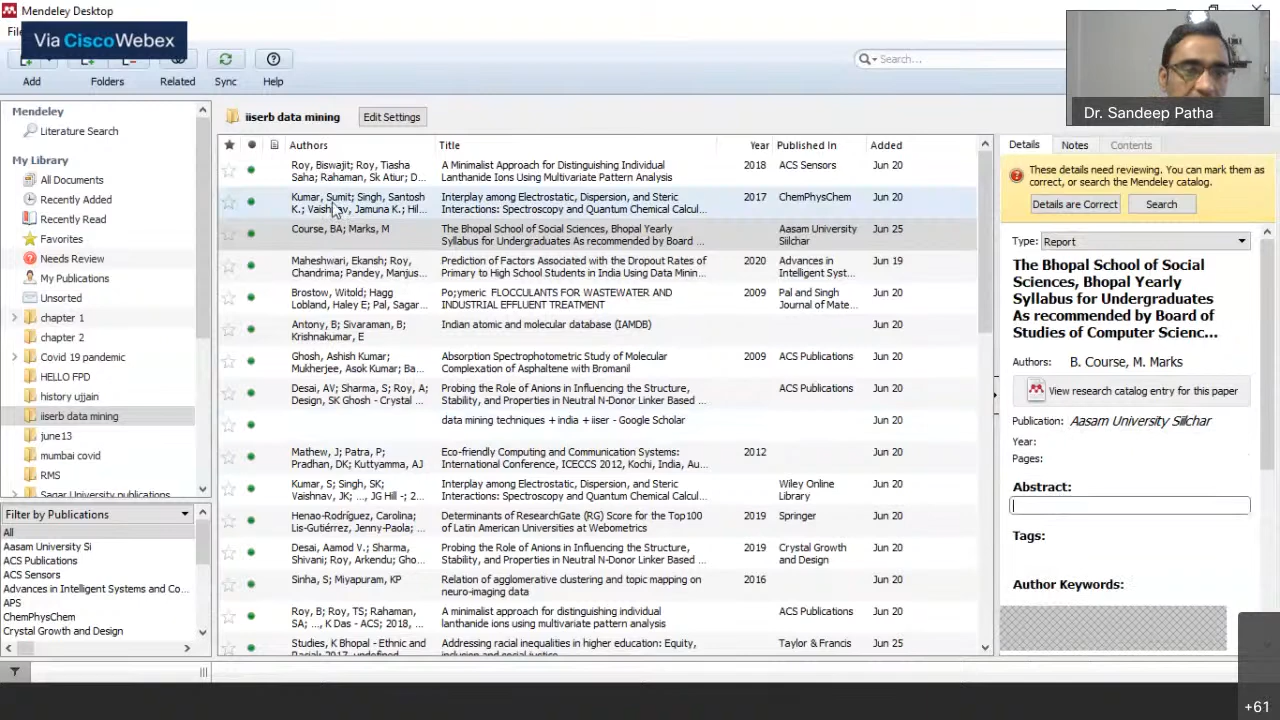 Mendeley Desktop
Via Cisco Webex
Add
Folders
Related
Sync
Help
Search...
Dr. Sandeep Patha
Mendeley
Literature Search
My Library
All Documents
Recently Added
Recently Read
Favorites
Needs Review
My Publications
Unsorted
chapter 1
chapter 2
Covid 19 pandemic
HELLO FPD
history ujjain
iiserb data mining
june13
mumbai covid
RMS
Sagar University publications
Filter by Publications
All
Aasam University Si
ACS Publications
ACS Sensors
Advances in Intelligent Systems and Co...
APS
ChemPhysChem
Crystal Growth and Design
iiserb data mining
Edit Settings
Authors Title Year Published In Added
Roy, Biswajit; Roy, Tiasha A Minimalist Approach for Distinguishing Individual 2018 ACS Sensors Jun 20
Saha; Rahaman, Sk Atiur; D... Lanthanide Ions Using Multivariate Pattern Analysis
Kumar, Sumit; Singh, Santosh Interplay among Electrostatic, Dispersion, and Steric 2017 ChemPhysChem Jun 20
K.; Vaishnav, Jamuna K.; Hil... Interactions: Spectroscopy and Quantum Chemical Calcul...
Course, BA; Marks, M The Bhopal School of Social Sciences, Bhopal Yearly Aasam University Jun 25
Syllabus for Undergraduates As recommended by Board ... Silchar
Maheshwari, Ekansh; Roy, Prediction of Factors Associated with the Dropout Rates of 2020 Advances in Jun 19
Chandrima; Pandey, Manjus... Primary to High School Students in India Using Data Minin... Intelligent Syst...
Brostow, Witold; Hagg Po;ymeric FLOCCULANTS FOR WASTEWATER AND 2009 Pal and Singh Jun 20
Lobland, Haley E; Pal, Sagar... INDUSTRIAL EFFLUENT TREATMENT Journal of Mate...
Antony, B; Sivaraman, B; Indian atomic and molecular database (IAMDB) Jun 20
Krishnakumar, E
Ghosh, Ashish Kumar; Absorption Spectrophotometric Study of Molecular 2009 ACS Publications Jun 20
Mukherjee, Asok Kumar; Ba... Complexation of Asphaltene with Bromanil
Desai, AV; Sharma, S; Roy, A; Probing the Role of Anions in Influencing the Structure, ACS Publications Jun 20
Design, SK Ghosh - Crystal ... Stability, and Properties in Neutral N-Donor Linker Based ...
data mining techniques + india + iiser - Google Scholar Jun 20
Mathew, J; Patra, P; Eco-friendly Computing and Communication Systems: 2012 Jun 20
Pradhan, DK; Kuttyamma, AJ International Conference, ICECCS 2012, Kochi, India, Au...
Kumar, S; Singh, SK; Interplay among Electrostatic, Dispersion, and Steric Wiley Online Jun 20
Vaishnav, JK; ..., JG Hill -; 2... Interactions: Spectroscopy and Quantum Chemical Calcul... Library
Henao-Rodríguez, Carolina; Determinants of ResearchGate (RG) Score for the Top100 2019 Springer Jun 20
Lis-Gutiérrez, Jenny-Paola; ... of Latin American Universities at Webometrics
Desai, Aamod V.; Sharma, Probing the Role of Anions in Influencing the Structure, 2019 Crystal Growth Jun 20
Shivani; Roy, Arkendu; Gho... Stability, and Properties in Neutral N-Donor Linker Based ... and Design
Sinha, S; Miyapuram, KP Relation of agglomerative clustering and topic mapping on 2016 Jun 20
neuro-imaging data
Roy, B; Roy, TS; Rahaman, A minimalist approach for distinguishing individual ACS Publications Jun 20
SA; ..., K Das - ACS; 2018, ... lanthanide ions using multivariate pattern analysis
Studies, K Bhopal - Ethnic and Addressing racial inequalities in higher education: Equity, Taylor & Francis Jun 25
Details Notes Contents
These details need reviewing. You can mark them
as correct, or search the Mendeley catalog.
Details are Correct
Search
Type: Report
The Bhopal School of Social
Sciences, Bhopal Yearly
Syllabus for Undergraduates
As recommended by Board of
Studies of Computer Scienc...
Authors: B. Course, M. Marks
View research catalog entry for this paper
Publication: Aasam University Silchar
Year:
Pages:
Abstract:
Tags:
Author Keywords:
+61